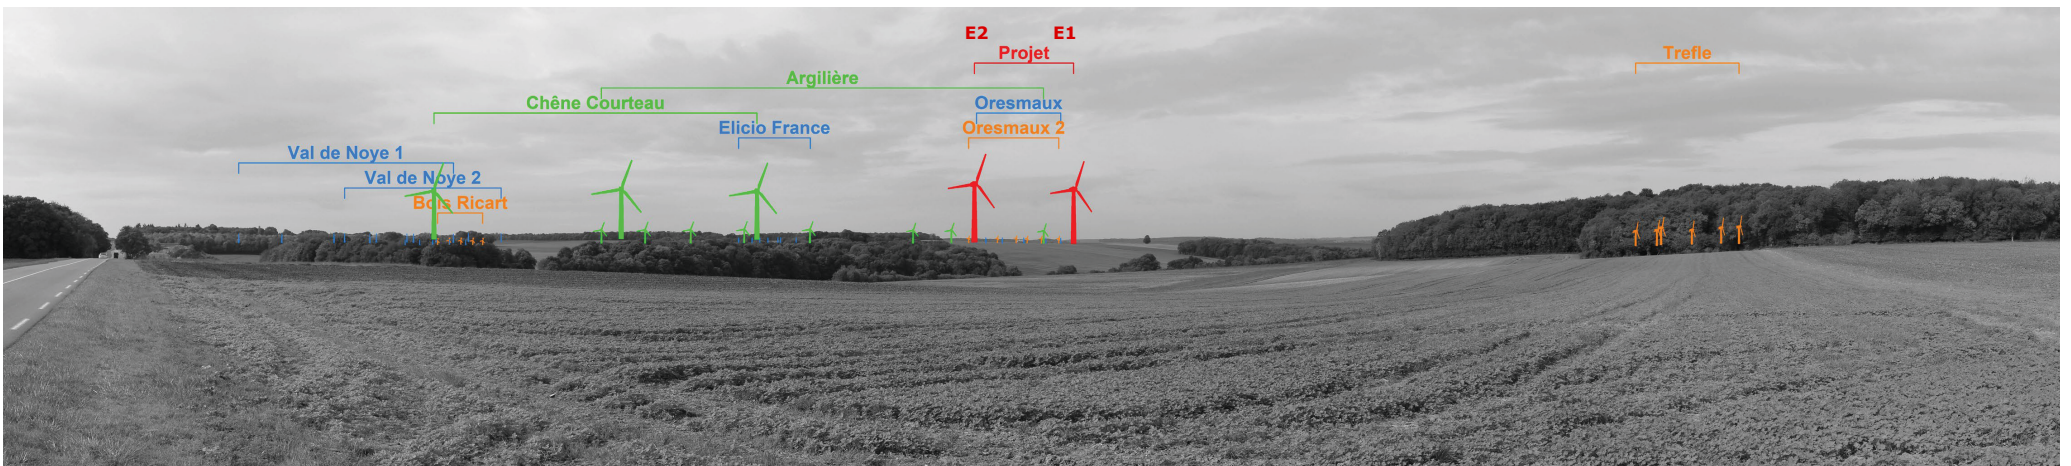 E2 E1
Projet
Trefle
Argilière
Chêne Courteau
Oresmaux
Elicio France
Oresmaux 2
Val de Noye 1
Val de Noye 2
Bois Ricart